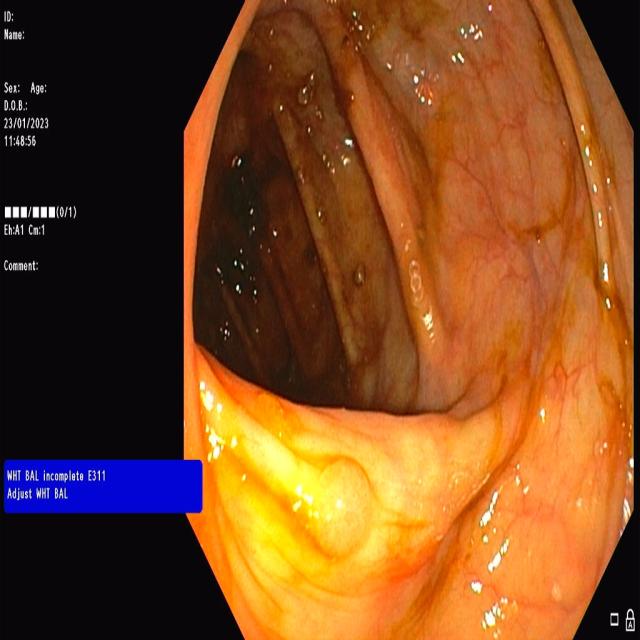 ID:
Name:
Sex: Age:
D.O.B.:
23/01/2023
11:48:56
■■■/■■■(0/1)
Eh:A1 Cm:1
Comment:
WHT BAL incomplete E311
Adjust WHT BAL
A